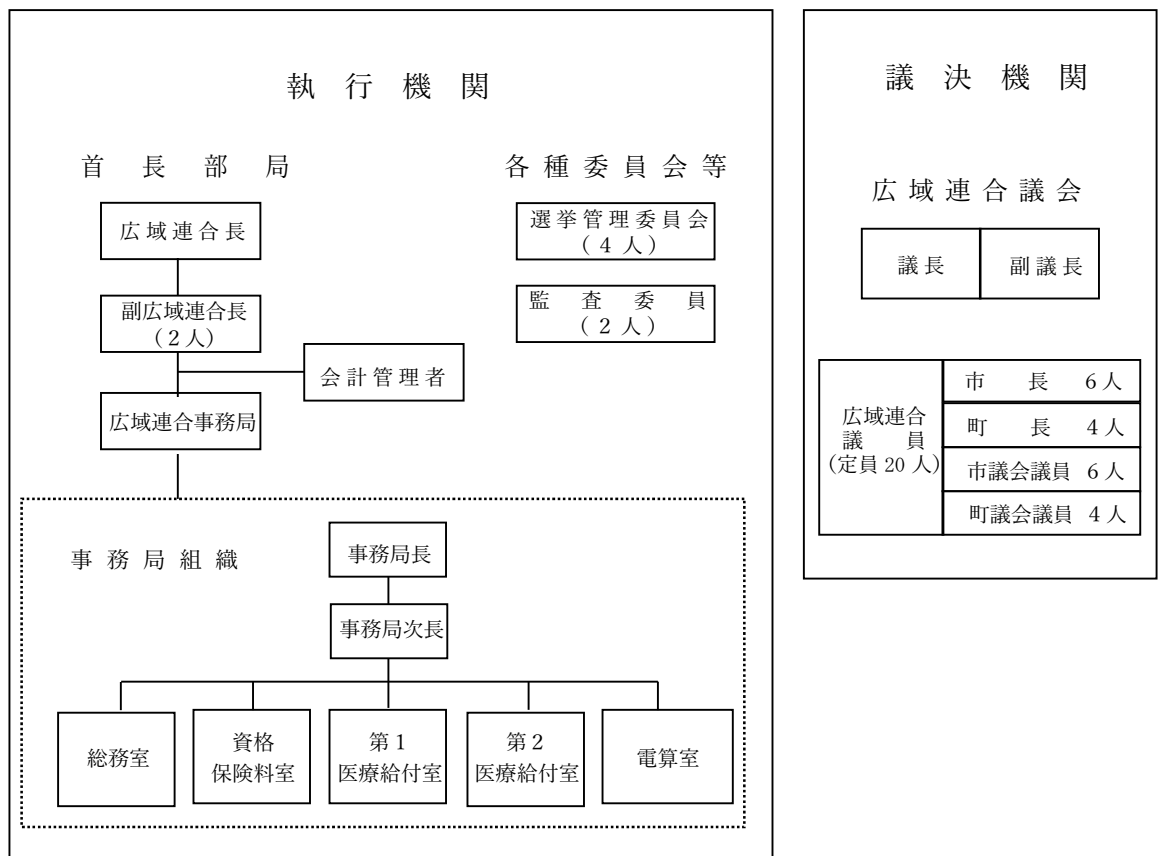 執行機関
首長部局
広域連合長
副広域連合長
（２人）
会計管理者
広域連合事務局
各種委員会等
選挙管理委員会
（４人）
監査委員
（２人）
事務局組織
事務局長
事務局次長
総務室
資格
保険料室
第１
医療給付室
第２
医療給付室
電算室
議決機関
広域連合議会
議長
副議長
広域連合
議員
(定員 20 人)
市長 6人
町長 4人
市議会議員 6人
町議会議員 4人